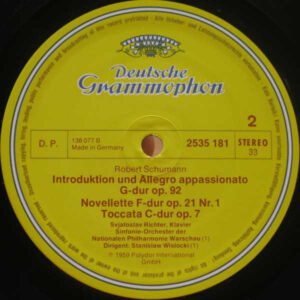 Deutsche
Grammophon
2
D. P.
138 077 B
Made in Germany
2535 181
STEREO
33
Robert Schumann
Introduktion und Allegro appassionato
G-dur op. 92
Novellette F-dur op. 21 Nr. 1
Toccata C-dur op. 7
Svjatoslav Richter, Klavier
Sinfonie-Orchester der
Nationalen Philharmonie Warschau (1)
Dirigent: Stanislaw Wislocki (1)
℗ 1959 Polydor International
GmbH